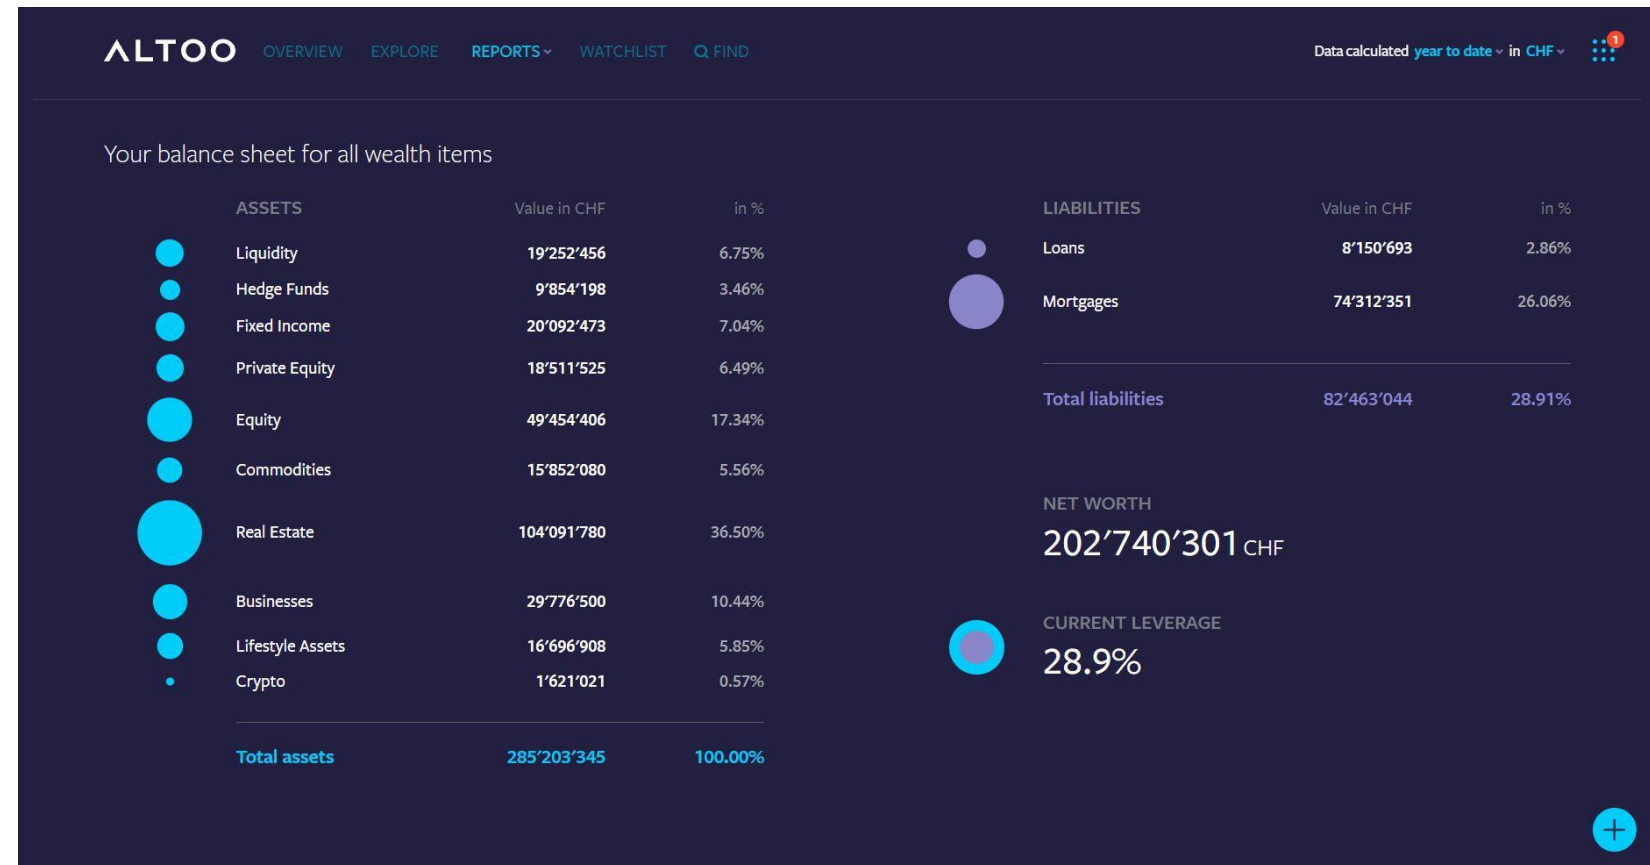 ALTOO OVERVIEW EXPLORE REPORTS WATCHLIST FIND Data calculated year to date in CHF 1
Your balance sheet for all wealth items
ASSETS Value in CHF in %
Liquidity 19′252′456 6.75%
Hedge Funds 9′854′198 3.46%
Fixed Income 20′092′473 7.04%
Private Equity 18′511′525 6.49%
Equity 49′454′406 17.34%
Commodities 15′852′080 5.56%
Real Estate 104′091′780 36.50%
Businesses 29′776′500 10.44%
Lifestyle Assets 16′696′908 5.85%
Crypto 1′621′021 0.57%
Total assets 285′203′345 100.00%
LIABILITIES Value in CHF in %
Loans 8′150′693 2.86%
Mortgages 74′312′351 26.06%
Total liabilities 82′463′044 28.91%
NET WORTH
202′740′301 CHF
CURRENT LEVERAGE
28.9%